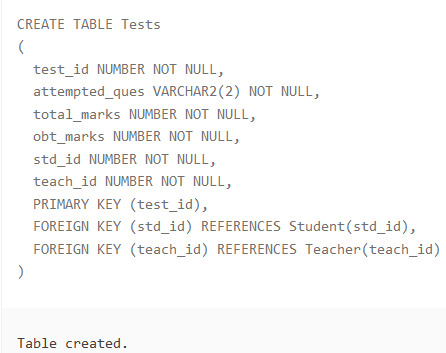 CREATE TABLE Tests
(
  test_id NUMBER NOT NULL,
  attempted_ques VARCHAR2(2) NOT NULL,
  total_marks NUMBER NOT NULL,
  obt_marks NUMBER NOT NULL,
  std_id NUMBER NOT NULL,
  teach_id NUMBER NOT NULL,
  PRIMARY KEY (test_id),
  FOREIGN KEY (std_id) REFERENCES Student(std_id),
  FOREIGN KEY (teach_id) REFERENCES Teacher(teach_id)
)
Table created.